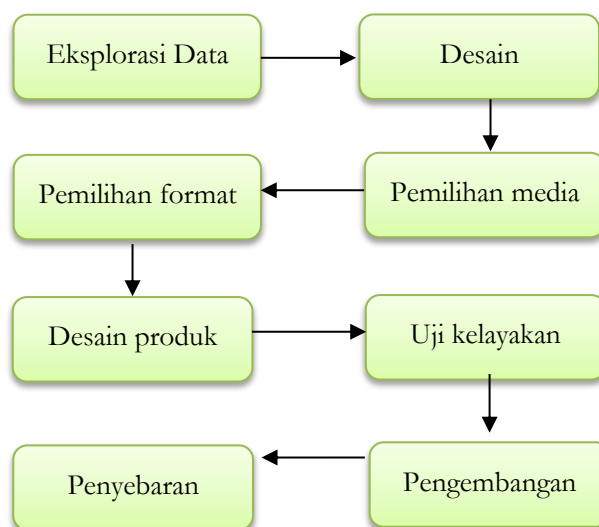 Eksplorasi Data
Desain
Pemilihan media
Pemilihan format
Desain produk
Uji kelayakan
Pengembangan
Penyebaran